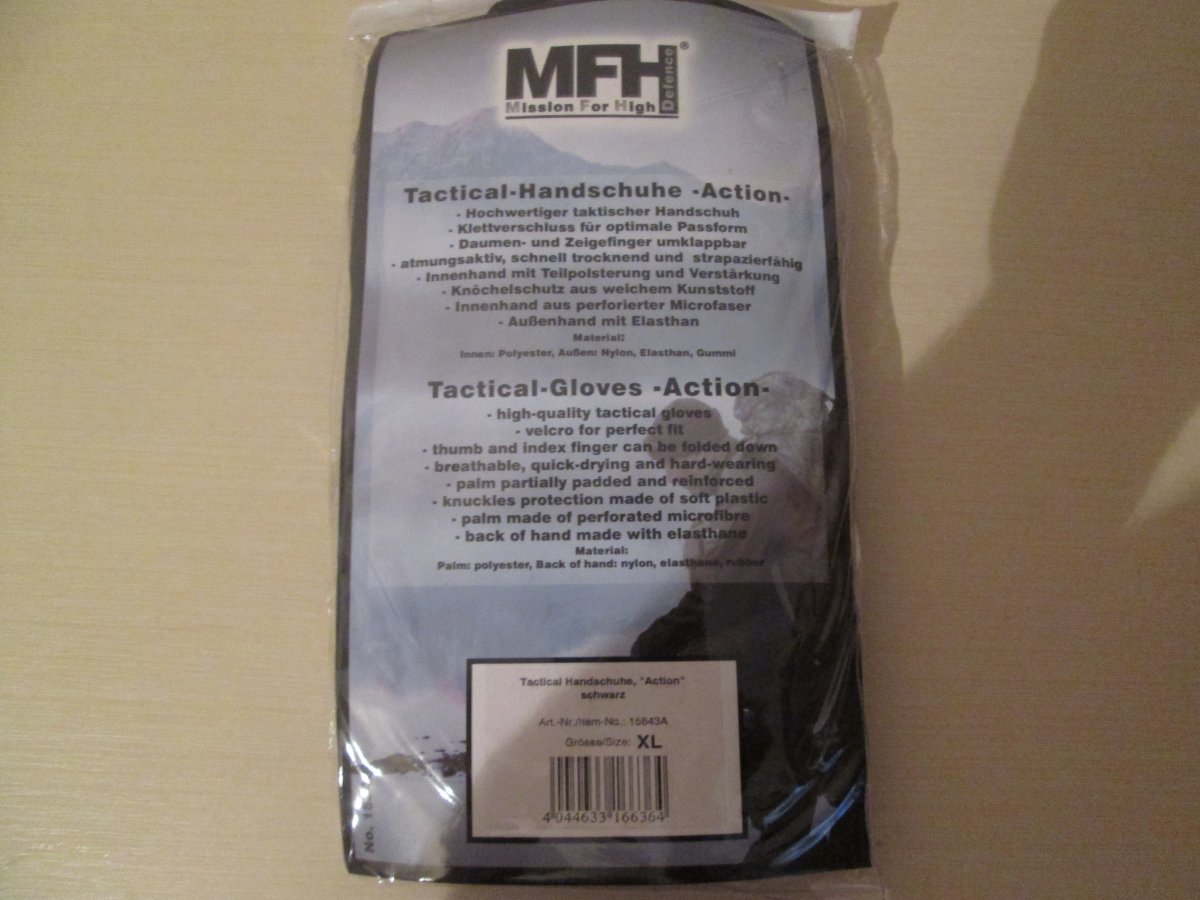 MFH®
Mission For High Defence
Tactical-Handschuhe -Action-
- Hochwertiger taktischer Handschuh
- Klettverschluss für optimale Passform
- Daumen- und Zeigefinger umklappbar
- atmungsaktiv, schnell trocknend und strapazierfähig
- Innenhand mit Teilpolsterung und Verstärkung
- Knöchelschutz aus weichem Kunststoff
- Innenhand aus perforierter Microfaser
- Außenhand mit Elasthan
Material:
Innen: Polyester, Außen: Nylon, Elasthan, Gummi
Tactical-Gloves -Action-
- high-quality tactical gloves
- velcro for perfect fit
- thumb and index finger can be folded down
- breathable, quick-drying and hard-wearing
- palm partially padded and reinforced
- knuckles protection made of soft plastic
- palm made of perforated microfibre
- back of hand made with elasthane
Material:
Palm: polyester, Back of hand: nylon, elasthane, rubber
Tactical Handschuhe, "Action"
schwarz
Art.-Nr./Item-No.: 15843A
Grösse/Size: XL
4 044633 166364
No. 15